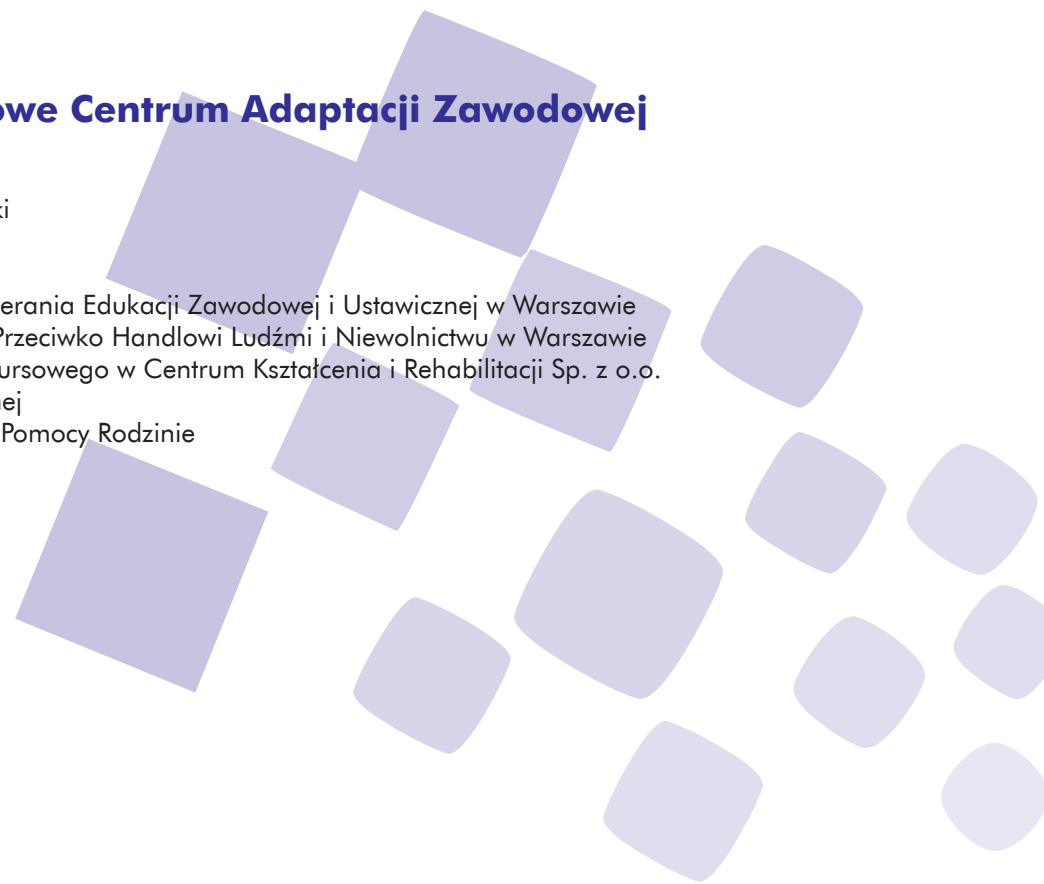 owe Centrum Adaptacji Zawodowej
ki
erania Edukacji Zawodowej i Ustawicznej w Warszawie
Przeciwko Handlowi Ludźmi i Niewolnictwu w Warszawie
ursowego w Centrum Kształcenia i Rehabilitacji Sp. z o.o.
ej
Pomocy Rodzinie